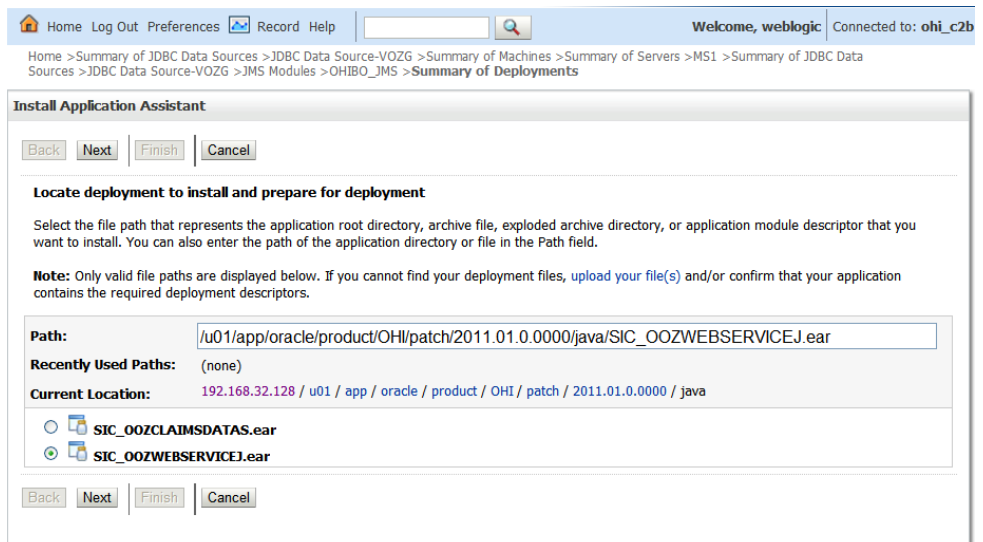 Home Log Out Preferences Record Help
Welcome, weblogic Connected to: ohi_c2b
Home >Summary of JDBC Data Sources >JDBC Data Source-VOZG >Summary of Machines >Summary of Servers >MS1 >Summary of JDBC Data
Sources >JDBC Data Source-VOZG >JMS Modules >OHIBO_JMS >Summary of Deployments
Install Application Assistant
Back Next Finish Cancel
Locate deployment to install and prepare for deployment
Select the file path that represents the application root directory, archive file, exploded archive directory, or application module descriptor that you
want to install. You can also enter the path of the application directory or file in the Path field.
Note: Only valid file paths are displayed below. If you cannot find your deployment files, upload your file(s) and/or confirm that your application
contains the required deployment descriptors.
Path: /u01/app/oracle/product/OHI/patch/2011.01.0.0000/java/SIC_OOZWEBSERVICEJ.ear
Recently Used Paths: (none)
Current Location: 192.168.32.128 / u01 / app / oracle / product / OHI / patch / 2011.01.0.0000 / java
SIC_OOZCLAIMSDATAS.ear
SIC_OOZWEBSERVICEJ.ear
Back Next Finish Cancel